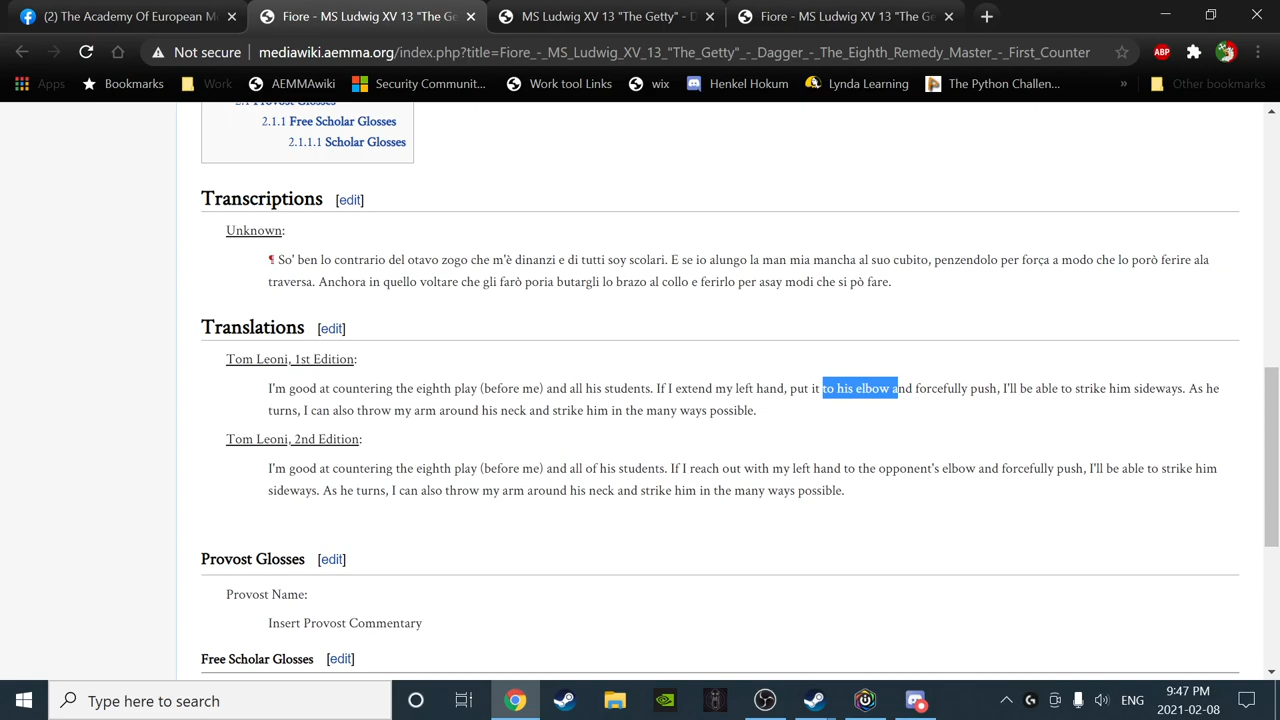 (2) The Academy Of European M
Fiore - MS Ludwig XV 13 "The Ge
MS Ludwig XV 13 "The Getty" - D
Fiore - MS Ludwig XV 13 "The Ge
Not secure
mediawiki.aemma.org/index.php?title=Fiore_-_MS_Ludwig_XV_13_"The_Getty"_-_Dagger_-_The_Eighth_Remedy_Master_-_First_Counter
ABP
Apps
Bookmarks
Work
AEMMAwiki
Security Communit...
Work tool Links
wix
Henkel Hokum
Lynda Learning
The Python Challen...
»
Other bookmarks
2.1 Provost Glosses
2.1.1 Free Scholar Glosses
2.1.1.1 Scholar Glosses
Transcriptions [edit]
Unknown:
¶ So' ben lo contrario del otavo zogo che m'è dinanzi e di tutti soy scolari. E se io alungo la man mia mancha al suo cubito, penzendolo per força a modo che lo porò ferire ala
traversa. Anchora in quello voltare che gli farò poria butargli lo brazo al collo e ferirlo per asay modi che si pò fare.
Translations [edit]
Tom Leoni, 1st Edition:
I'm good at countering the eighth play (before me) and all his students. If I extend my left hand, put it to his elbow and forcefully push, I'll be able to strike him sideways. As he
turns, I can also throw my arm around his neck and strike him in the many ways possible.
Tom Leoni, 2nd Edition:
I'm good at countering the eighth play (before me) and all of his students. If I reach out with my left hand to the opponent's elbow and forcefully push, I'll be able to strike him
sideways. As he turns, I can also throw my arm around his neck and strike him in the many ways possible.
Provost Glosses [edit]
Provost Name:
Insert Provost Commentary
Free Scholar Glosses [edit]
Type here to search
ENG
9:47 PM
2021-02-08